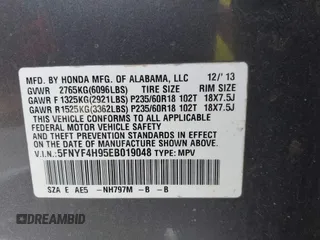 MFD. BY HONDA MFG. OF ALABAMA, LLC 12/'13
GVWR 2765KG(6096LBS) TIRE SIZE RIM SIZE
GAWR F 1325KG(2921LBS) P235/60R18 102T 18X7.5J
GAWR R 1525KG(3362LBS) P235/60R18 102T 18X7.5J
THIS VEHICLE CONFORMS TO ALL APPLICABLE
FEDERAL MOTOR VEHICLE SAFETY AND THEFT
PREVENTION STANDARDS IN EFFECT ON THE DATE
OF MANUFACTURE SHOWN ABOVE.
V.I.N.: 5FNYF4H95EB019048 TYPE: MPV
SZA E AE5 -NH797M -B -B
DREAMBID